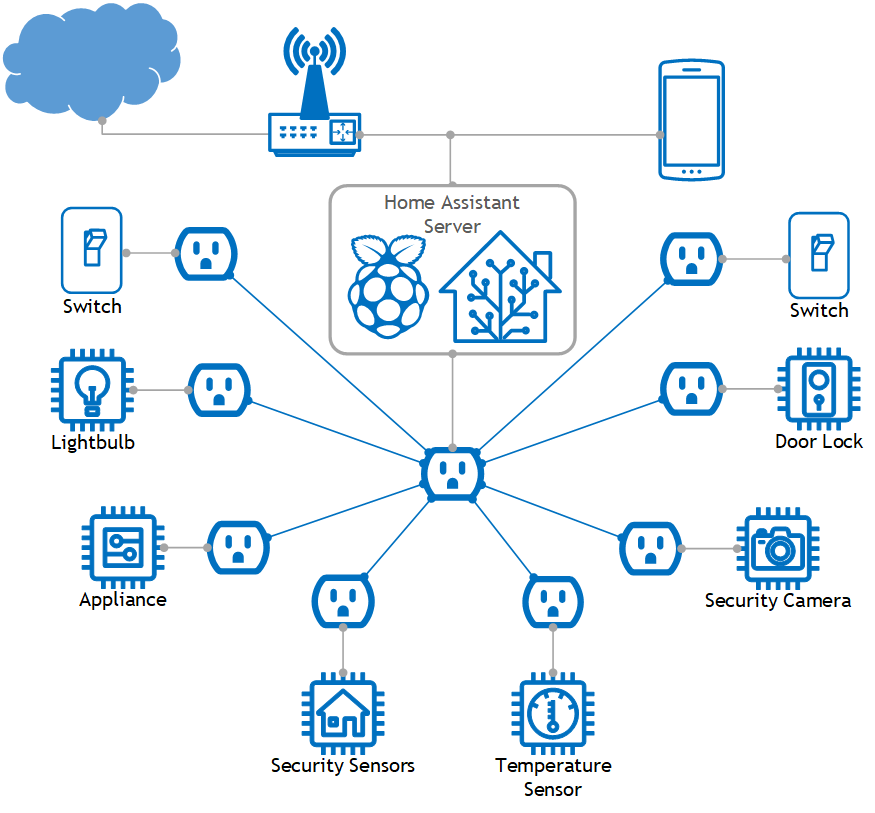 Home Assistant
Server
Switch
Switch
Lightbulb
Door Lock
Appliance
Security Camera
Security Sensors
Temperature
Sensor